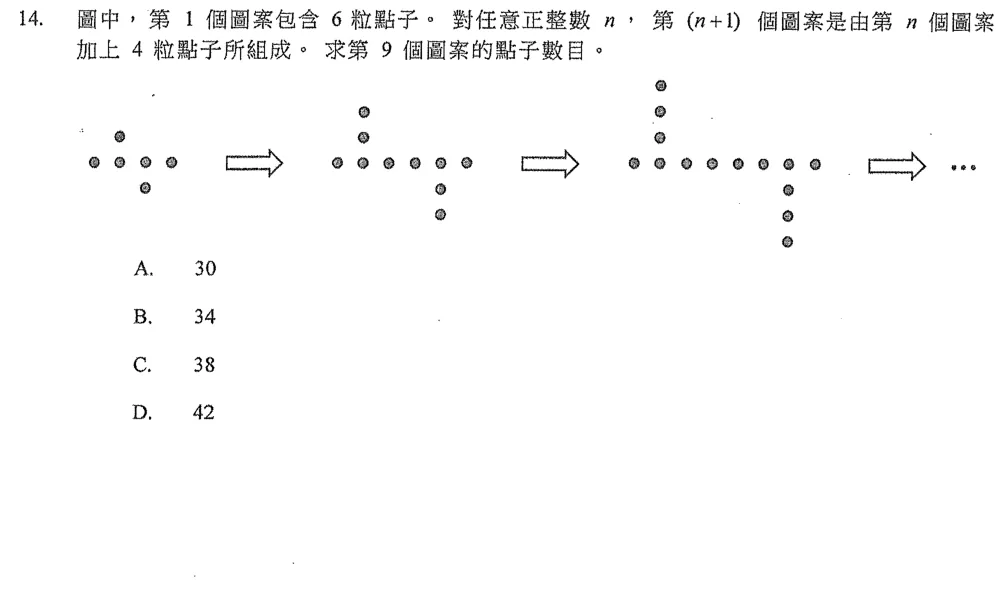 14. 圖中，第 1 個圖案包含 6 粒點子。 對任意正整數 n ， 第 (n+1) 個圖案是由第 n 個圖案
加上 4 粒點子所組成。 求第 9 個圖案的點子數目。
...
A. 30
B. 34
C. 38
D. 42